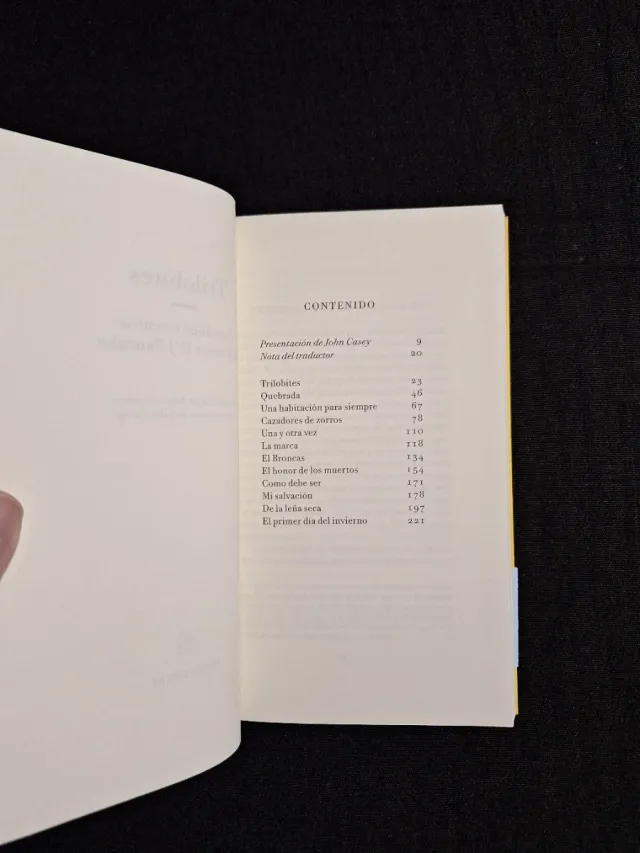 CONTENIDO
Presentación de John Casey 9
Nota del traductor 20
Trilobites 23
Quebrada 46
Una habitación para siempre 67
Cazadores de zorros 78
Una y otra vez 110
La marca 118
El Broncas 134
El honor de los muertos 154
Como debe ser 171
Mi salvación 178
De la leña seca 197
El primer día del invierno 221